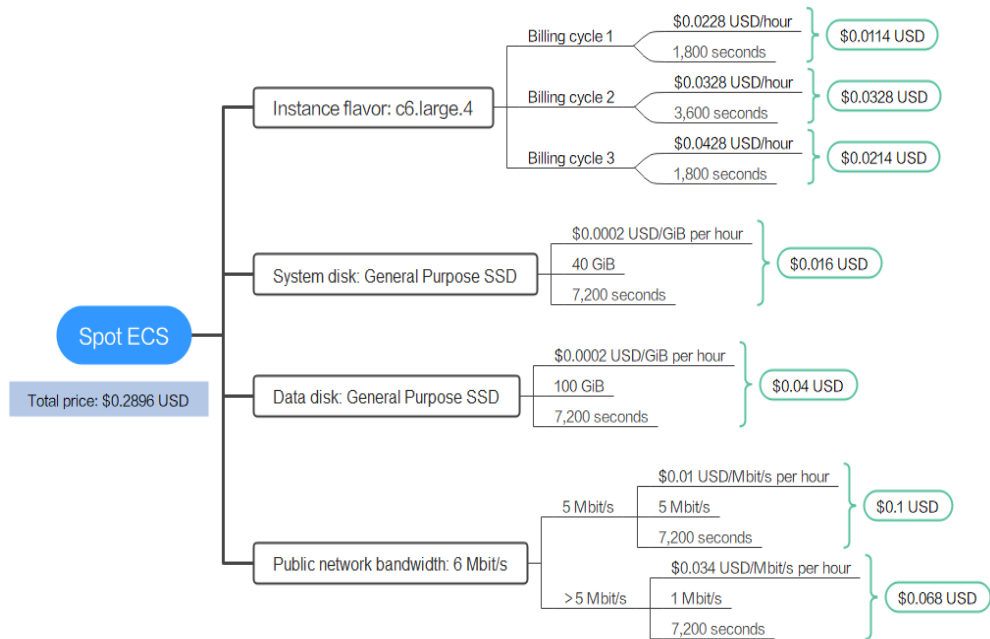 Spot ECS
Total price: $0.2896 USD
Instance flavor: c6.large.4
Billing cycle 1
$0.0228 USD/hour
1,800 seconds
$0.0114 USD
Billing cycle 2
$0.0328 USD/hour
3,600 seconds
$0.0328 USD
Billing cycle 3
$0.0428 USD/hour
1,800 seconds
$0.0214 USD
System disk: General Purpose SSD
$0.0002 USD/GiB per hour
40 GiB
7,200 seconds
$0.016 USD
Data disk: General Purpose SSD
$0.0002 USD/GiB per hour
100 GiB
7,200 seconds
$0.04 USD
Public network bandwidth: 6 Mbit/s
5 Mbit/s
$0.01 USD/Mbit/s per hour
5 Mbit/s
7,200 seconds
$0.1 USD
>5 Mbit/s
$0.034 USD/Mbit/s per hour
1 Mbit/s
7,200 seconds
$0.068 USD